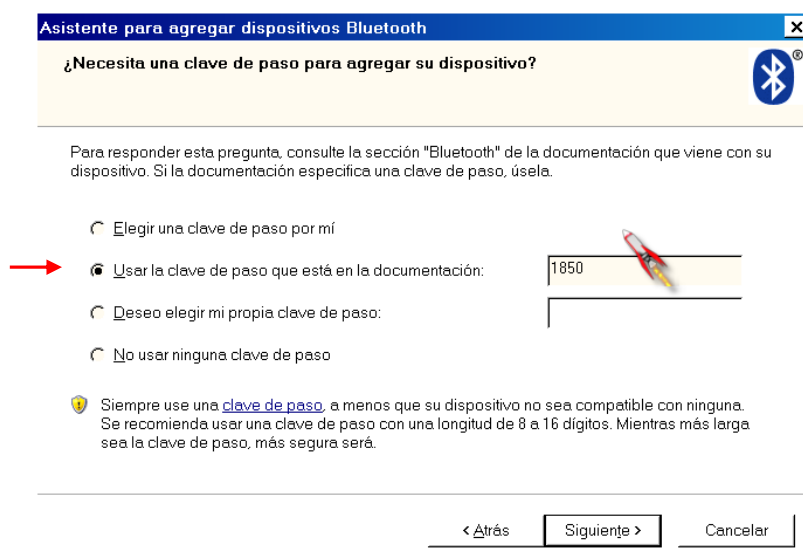 Asistente para agregar dispositivos Bluetooth
¿Necesita una clave de paso para agregar su dispositivo?
Para responder esta pregunta, consulte la sección "Bluetooth" de la documentación que viene con su
dispositivo. Si la documentación especifica una clave de paso, úsela.
Elegir una clave de paso por mí
Usar la clave de paso que está en la documentación: 1850
Deseo elegir mi propia clave de paso:
No usar ninguna clave de paso
Siempre use una clave de paso, a menos que su dispositivo no sea compatible con ninguna.
Se recomienda usar una clave de paso con una longitud de 8 a 16 dígitos. Mientras más larga
sea la clave de paso, más segura será.
< Atrás Siguiente > Cancelar